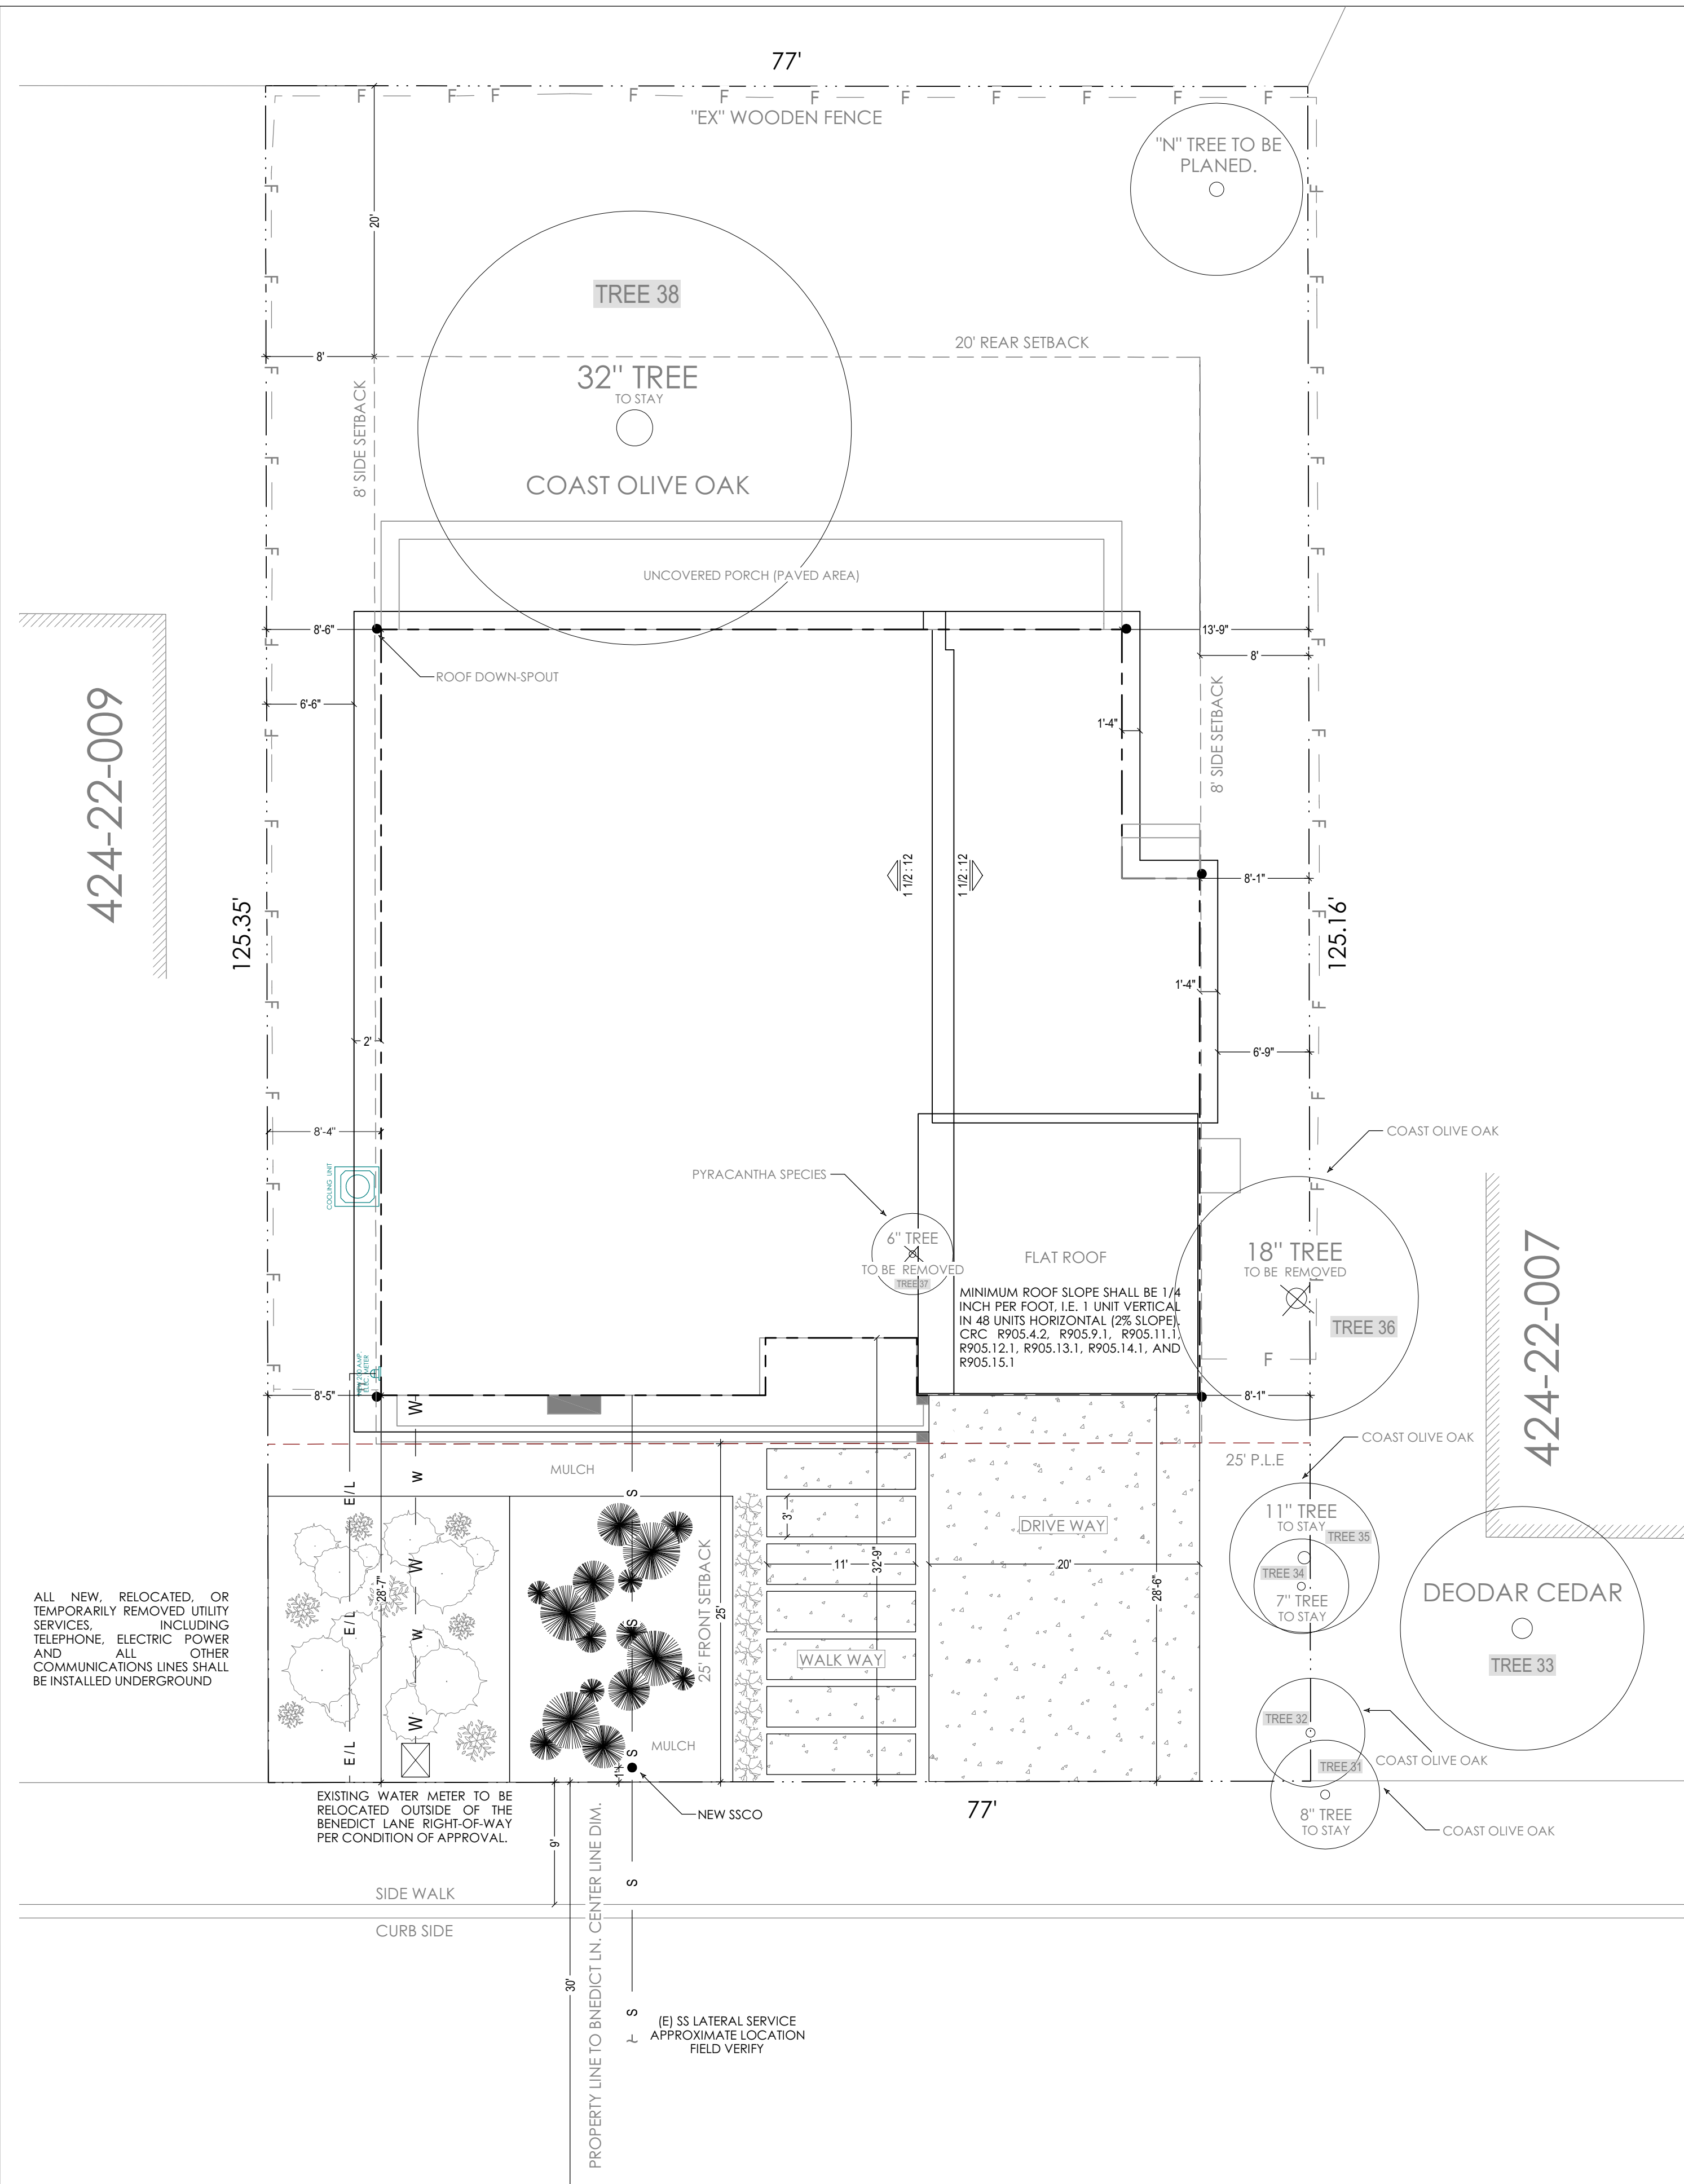 77'
F F F F F F F F F F F
"EX" WOODEN FENCE
"N" TREE TO BE
PLANED.
20'
TREE 38
20' REAR SETBACK
8'
32" TREE
TO STAY
8' SIDE SETBACK
COAST OLIVE OAK
UNCOVERED PORCH (PAVED AREA)
8'-6"
13'-9"
8'
ROOF DOWN-SPOUT
6'-6"
1'-4"
8' SIDE SETBACK
424-22-009
1 1/2 : 12
1 1/2 : 12
8'-1"
125.35'
125.16'
1'-4"
2'
6'-9"
8'-4"
COAST OLIVE OAK
COOLING UNIT
PYRACANTHA SPECIES
6" TREE
TO BE REMOVED
TREE 37
FLAT ROOF
18" TREE
TO BE REMOVED
TREE 36
MINIMUM ROOF SLOPE SHALL BE 1/4
INCH PER FOOT, I.E. 1 UNIT VERTICAL
IN 48 UNITS HORIZONTAL (2% SLOPE).
CRC R905.4.2, R905.9.1, R905.11.1,
R905.12.1, R905.13.1, R905.14.1, AND
R905.15.1
F
424-22-007
200 AMP.
ELEC. METER
8'-5"
8'-1"
W
COAST OLIVE OAK
MULCH
25' P.L.E
W
E/L
S
3'
DRIVE WAY
11" TREE
TO STAY
TREE 35
11'
32'-9"
20'
TREE 34
7" TREE
TO STAY
W
28'-7"
25' FRONT SETBACK
25'
28'-6"
DEODAR CEDAR
TREE 33
ALL NEW, RELOCATED, OR
TEMPORARILY REMOVED UTILITY
SERVICES, INCLUDING
TELEPHONE, ELECTRIC POWER
AND ALL OTHER
COMMUNICATIONS LINES SHALL
BE INSTALLED UNDERGROUND
E/L
W
S
WALK WAY
W
E/L
S
MULCH
TREE 32
COAST OLIVE OAK
TREE 31
1'
EXISTING WATER METER TO BE
RELOCATED OUTSIDE OF THE
BENEDICT LANE RIGHT-OF-WAY
PER CONDITION OF APPROVAL.
NEW SSCO
77'
8" TREE
TO STAY
COAST OLIVE OAK
9'
S
SIDE WALK
CURB SIDE
30'
PROPERTY LINE TO BNEDICT LN. CENTER LINE DIM.
S
(E) SS LATERAL SERVICE
APPROXIMATE LOCATION
FIELD VERIFY